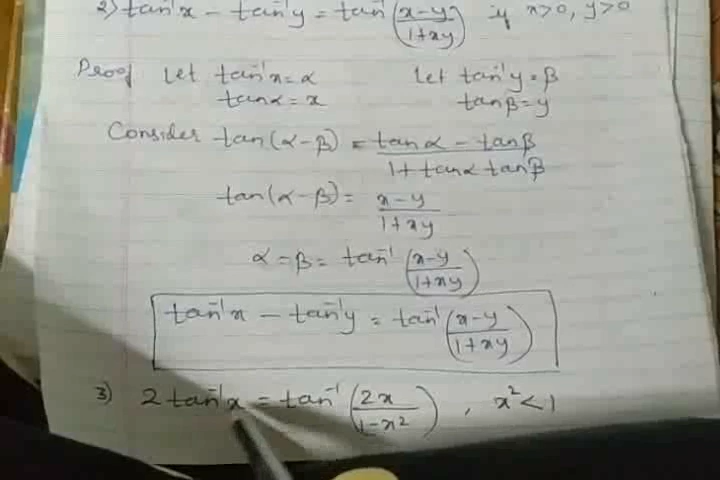 2) tan⁻¹x − tan⁻¹y = tan⁻¹((x−y)/(1+xy)) if x>0, y>0
Proof Let tan⁻¹x = α Let tan⁻¹y = β
tanα = x tanβ = y
Consider tan(α−β) = (tanα − tanβ)/(1+tanα tanβ)
tan(α−β) = (x−y)/(1+xy)
α = β = tan⁻¹((x−y)/(1+xy))
tan⁻¹x − tan⁻¹y = tan⁻¹((x−y)/(1+xy))
3) 2tan⁻¹x = tan⁻¹(2x/(1−x²)), x²<1